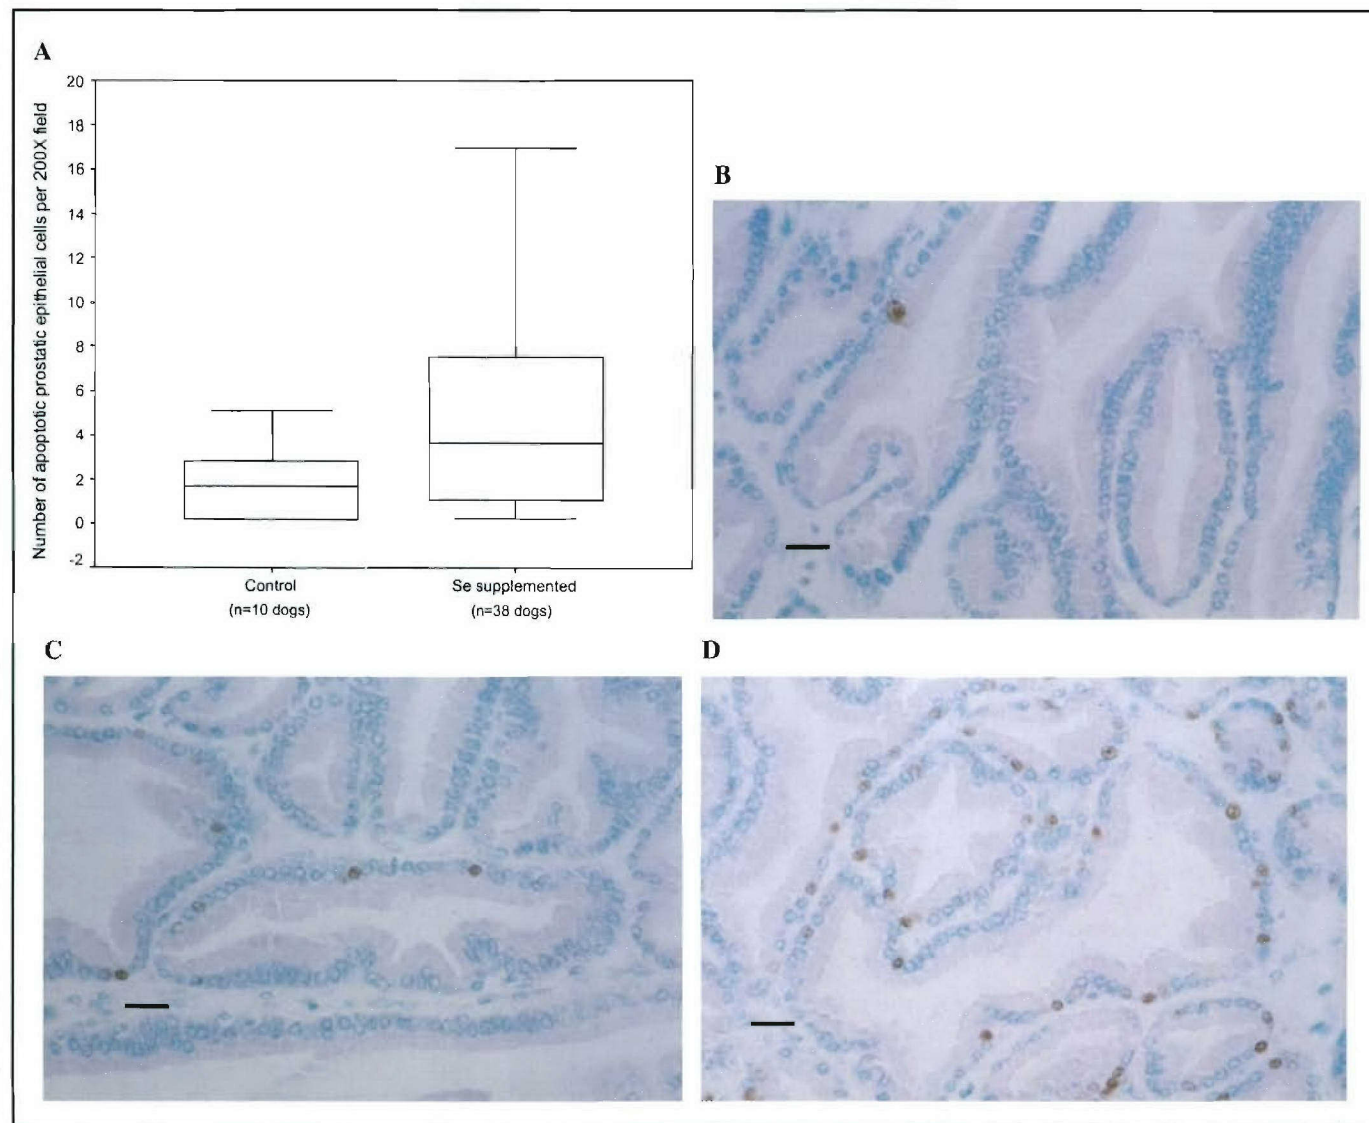 A
Number of apoptotic prostatic epithelial cells per 200X field
20
18
16
14
12
10
8
6
4
2
0
-2
Control
(n=10 dogs)
Se supplemented
(n=38 dogs)
B
C
D